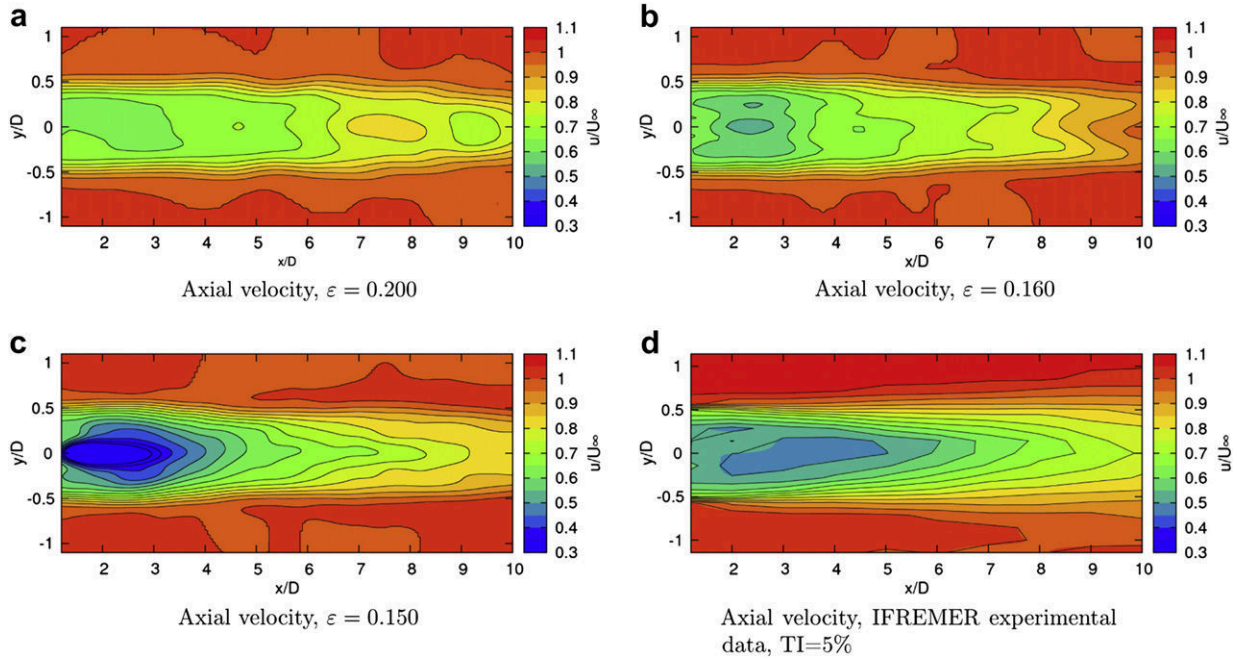 a
y/D
1
0.5
0
-0.5
-1
2 3 4 5 6 7 8 9 10
x/D
1.1
1
0.9
0.8
0.7
0.6
0.5
0.4
0.3
u/U∞
Axial velocity, ε = 0.200
b
y/D
1
0.5
0
-0.5
-1
2 3 4 5 6 7 8 9 10
x/D
1.1
1
0.9
0.8
0.7
0.6
0.5
0.4
0.3
u/U∞
Axial velocity, ε = 0.160
c
y/D
1
0.5
0
-0.5
-1
2 3 4 5 6 7 8 9 10
x/D
1.1
1
0.9
0.8
0.7
0.6
0.5
0.4
0.3
u/U∞
Axial velocity, ε = 0.150
d
y/D
1
0.5
0
-0.5
-1
2 3 4 5 6 7 8 9 10
x/D
1.1
1
0.9
0.8
0.7
0.6
0.5
0.4
0.3
u/U∞
Axial velocity, IFREMER experimental
data, TI=5%